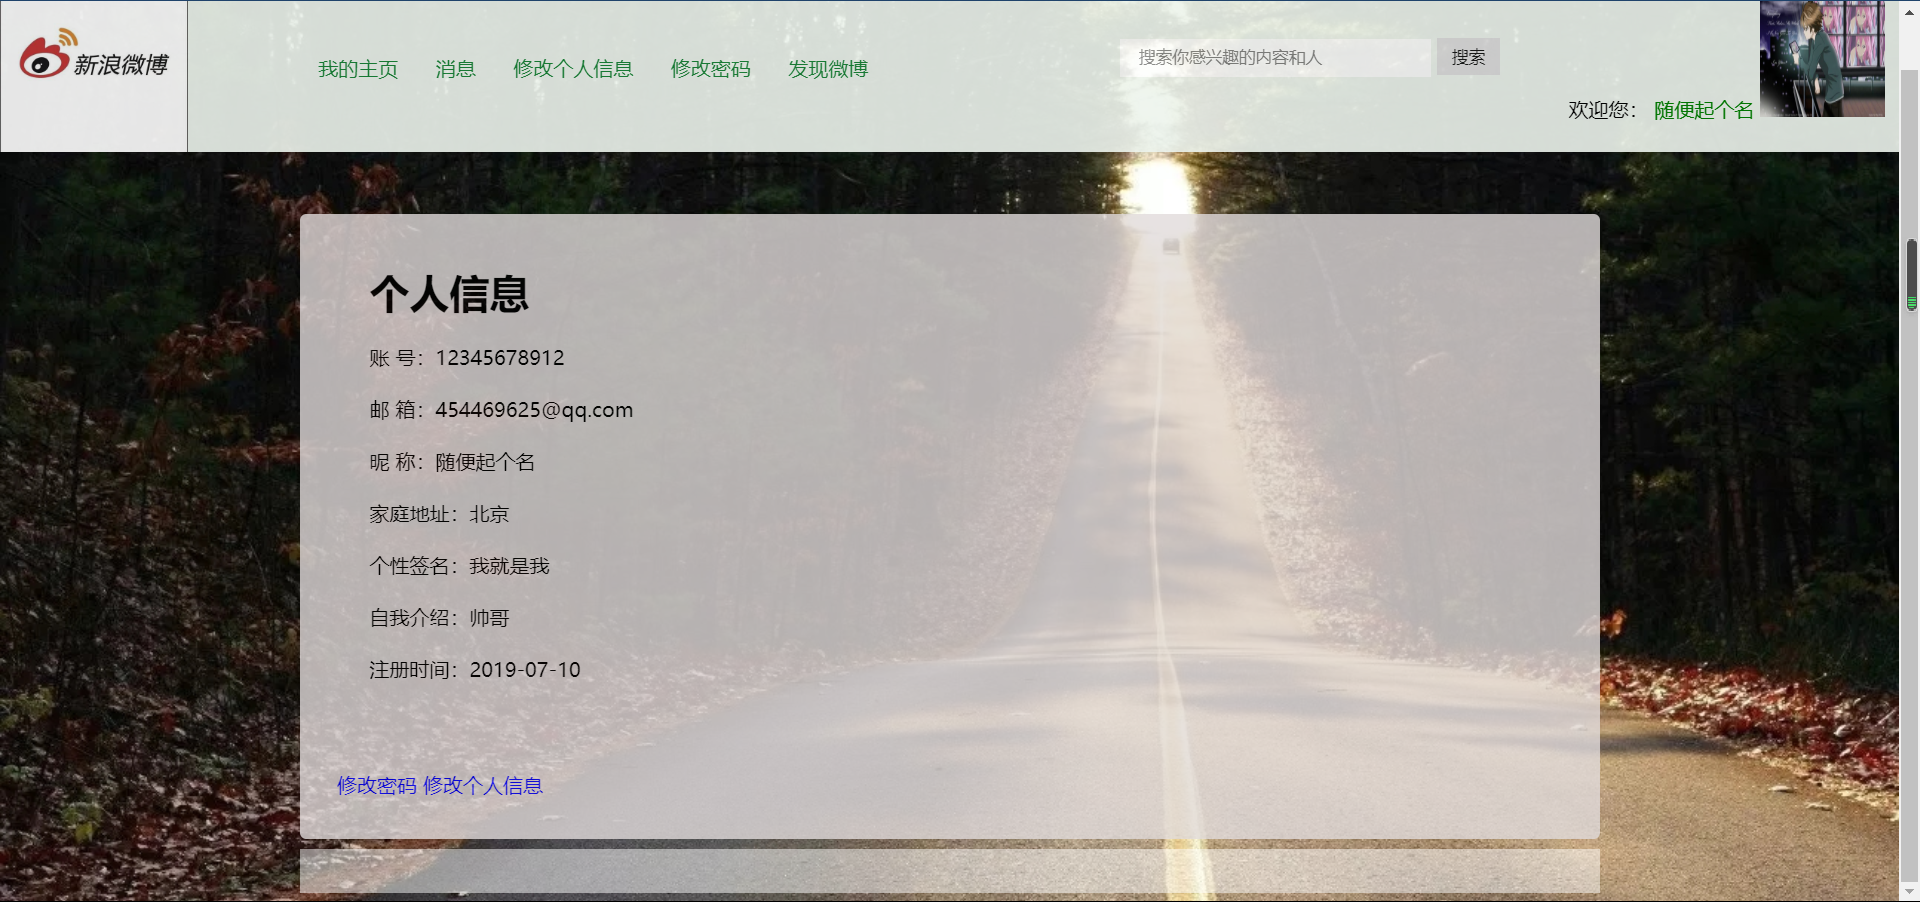 新浪微博
我的主页 消息 修改个人信息 修改密码 发现微博
搜索你感兴趣的内容和人 搜索
欢迎您： 随便起个名
个人信息
账 号：12345678912
邮 箱：454469625@qq.com
昵 称：随便起个名
家庭地址：北京
个性签名：我就是我
自我介绍：帅哥
注册时间：2019-07-10
修改密码 修改个人信息